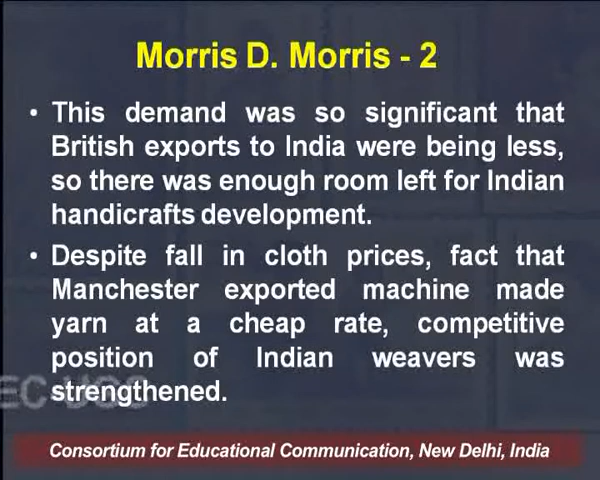 Morris D. Morris - 2
• This demand was so significant that
British exports to India were being less,
so there was enough room left for Indian
handicrafts development.
• Despite fall in cloth prices, fact that
Manchester exported machine made
yarn at a cheap rate, competitive
position of Indian weavers was
strengthened.
Consortium for Educational Communication, New Delhi, India